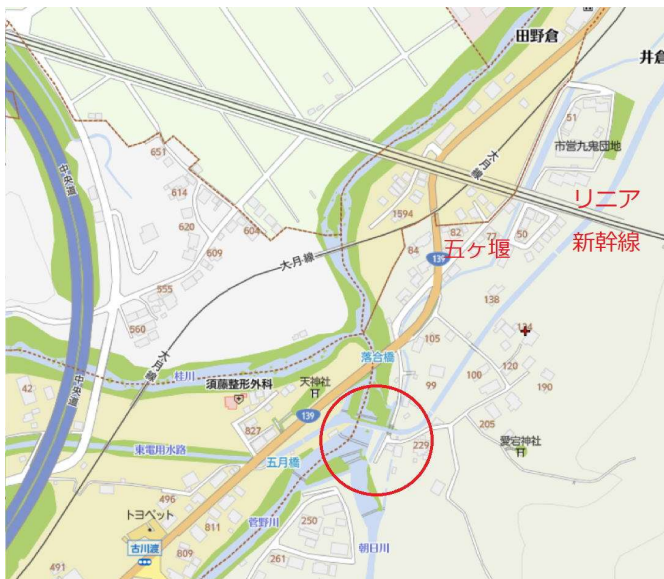 田野倉
井倉
51
市営九鬼団地
大月線
中央道
651
614
620
604
609
1594
リニア
84
82
77
50
五ケ堰
新幹線
139
大月線
555
560
138
134
大月線
落合橋
105
120
100
99
190
桂川
須藤整形外科
天神社
42
中央道
139
827
205
229
愛宕神社
東電用水路
五月橋
496
菅野川
250
トヨペット
811
古川渡
809
朝日川
491
261